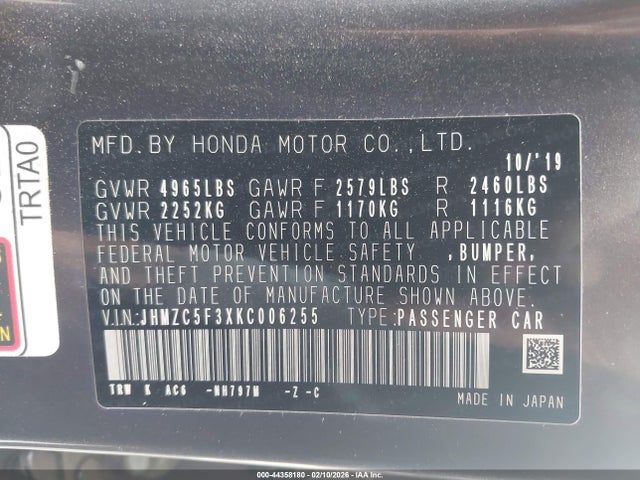 TRTA0
MFD. BY HONDA MOTOR CO.,LTD.
10/'19
GVWR 4965LBS GAWR F 2579LBS R 2460LBS
GVWR 2252KG GAWR F 1170KG R 1116KG
THIS VEHICLE CONFORMS TO ALL APPLICABLE
FEDERAL MOTOR VEHICLE SAFETY ,BUMPER,
AND THEFT PREVENTION STANDARDS IN EFFECT
ON THE DATE OF MANUFACTURE SHOWN ABOVE.
V.I.N.:JHMZC5F3XKC006255 TYPE:PASSENGER CAR
TRW K AC6 -NH797M -Z -C
MADE IN JAPAN
000-44358180 - 02/10/2026 - IAA Inc.